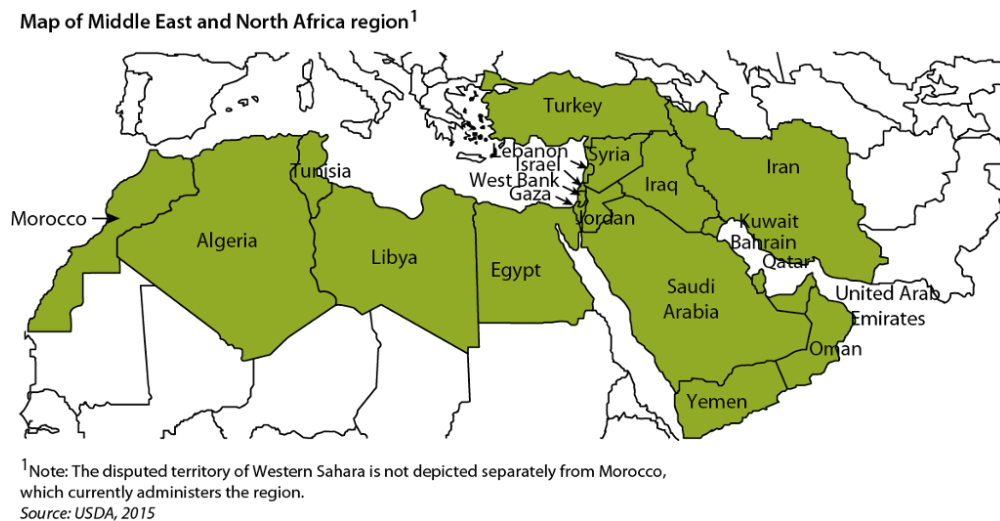 Map of Middle East and North Africa region1
Turkey
Lebanon
Syria
Israel
Tunisia
Iran
West Bank
Iraq
Gaza
Morocco
Jordan
Kuwait
Algeria
Bahrain
Libya
Qatar
Egypt
Saudi
Arabia
United Arab
Emirates
Oman
Yemen
1Note: The disputed territory of Western Sahara is not depicted separately from Morocco,
which currently administers the region.
Source: USDA, 2015